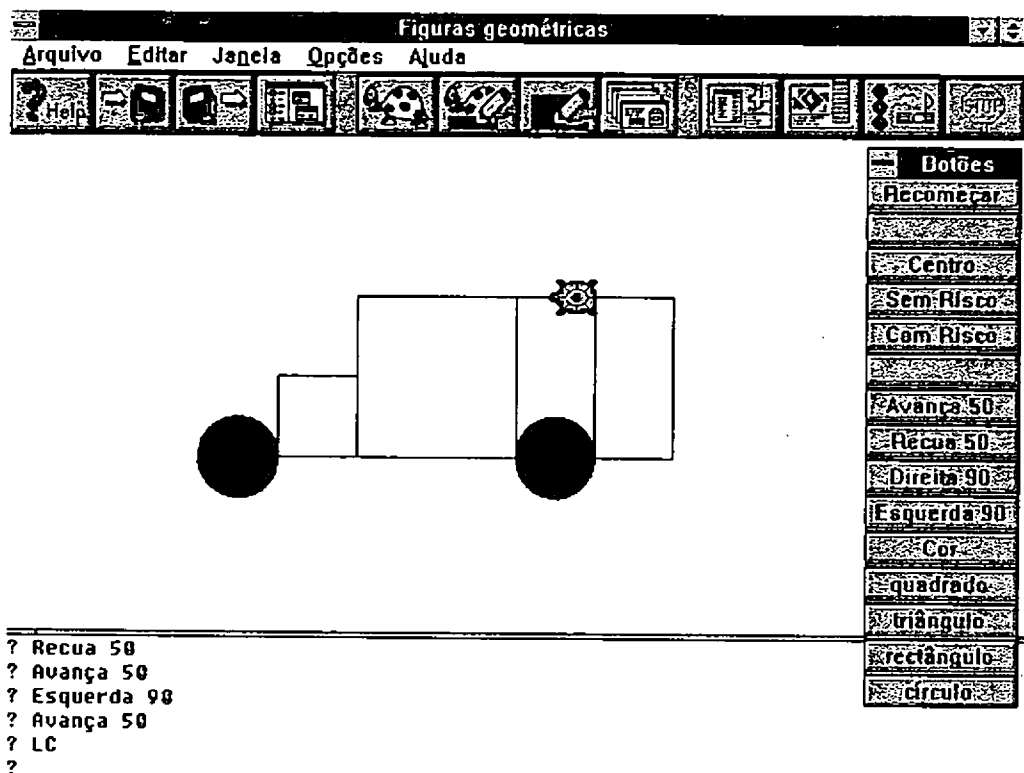 Figuras geométricas
Arquivo Editar Janela Opções Ajuda
Help
STOP
Botões
Recomeçar
Centro
Sem Risco
Com Risco
Avança 50
Recua 50
Direita 90
Esquerda 90
Cor
quadrado
triângulo
rectângulo
círculo
? Recua 50
? Avança 50
? Esquerda 90
? Avança 50
? LC
?